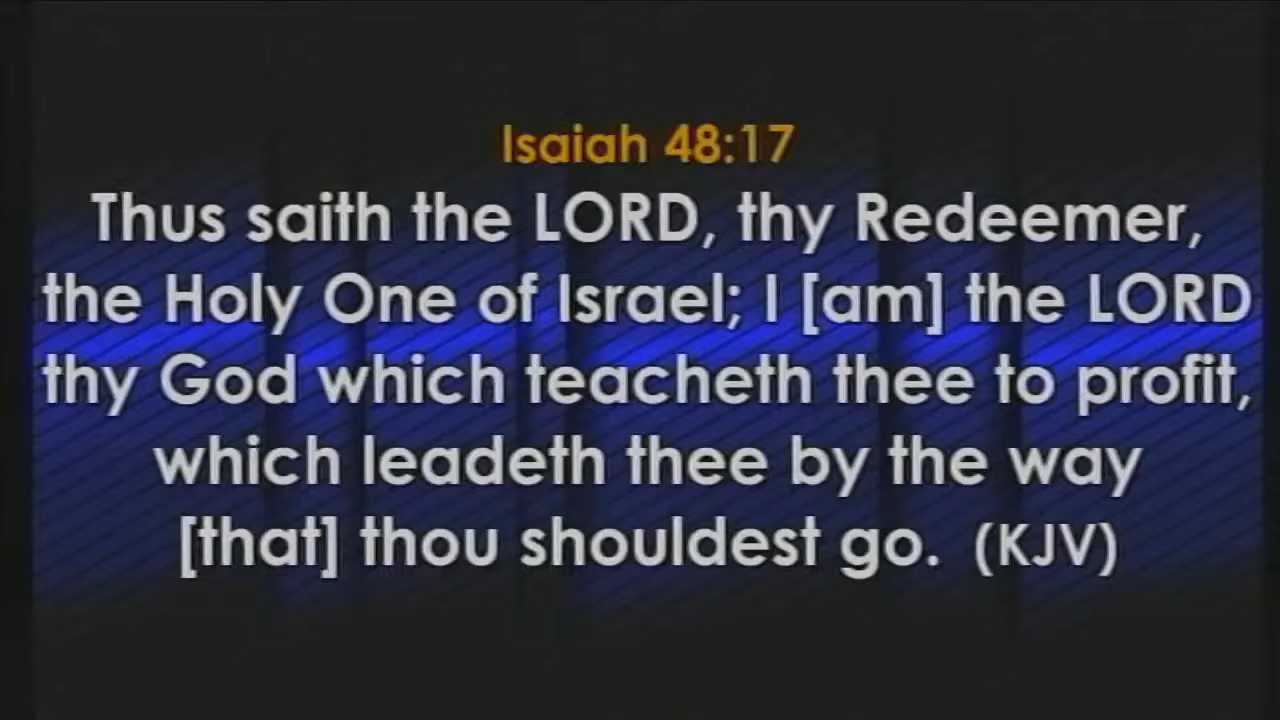 Isaiah 48:17
Thus saith the LORD, thy Redeemer,
the Holy One of Israel; I [am] the LORD
thy God which teacheth thee to profit,
which leadeth thee by the way
[that] thou shouldest go. (KJV)